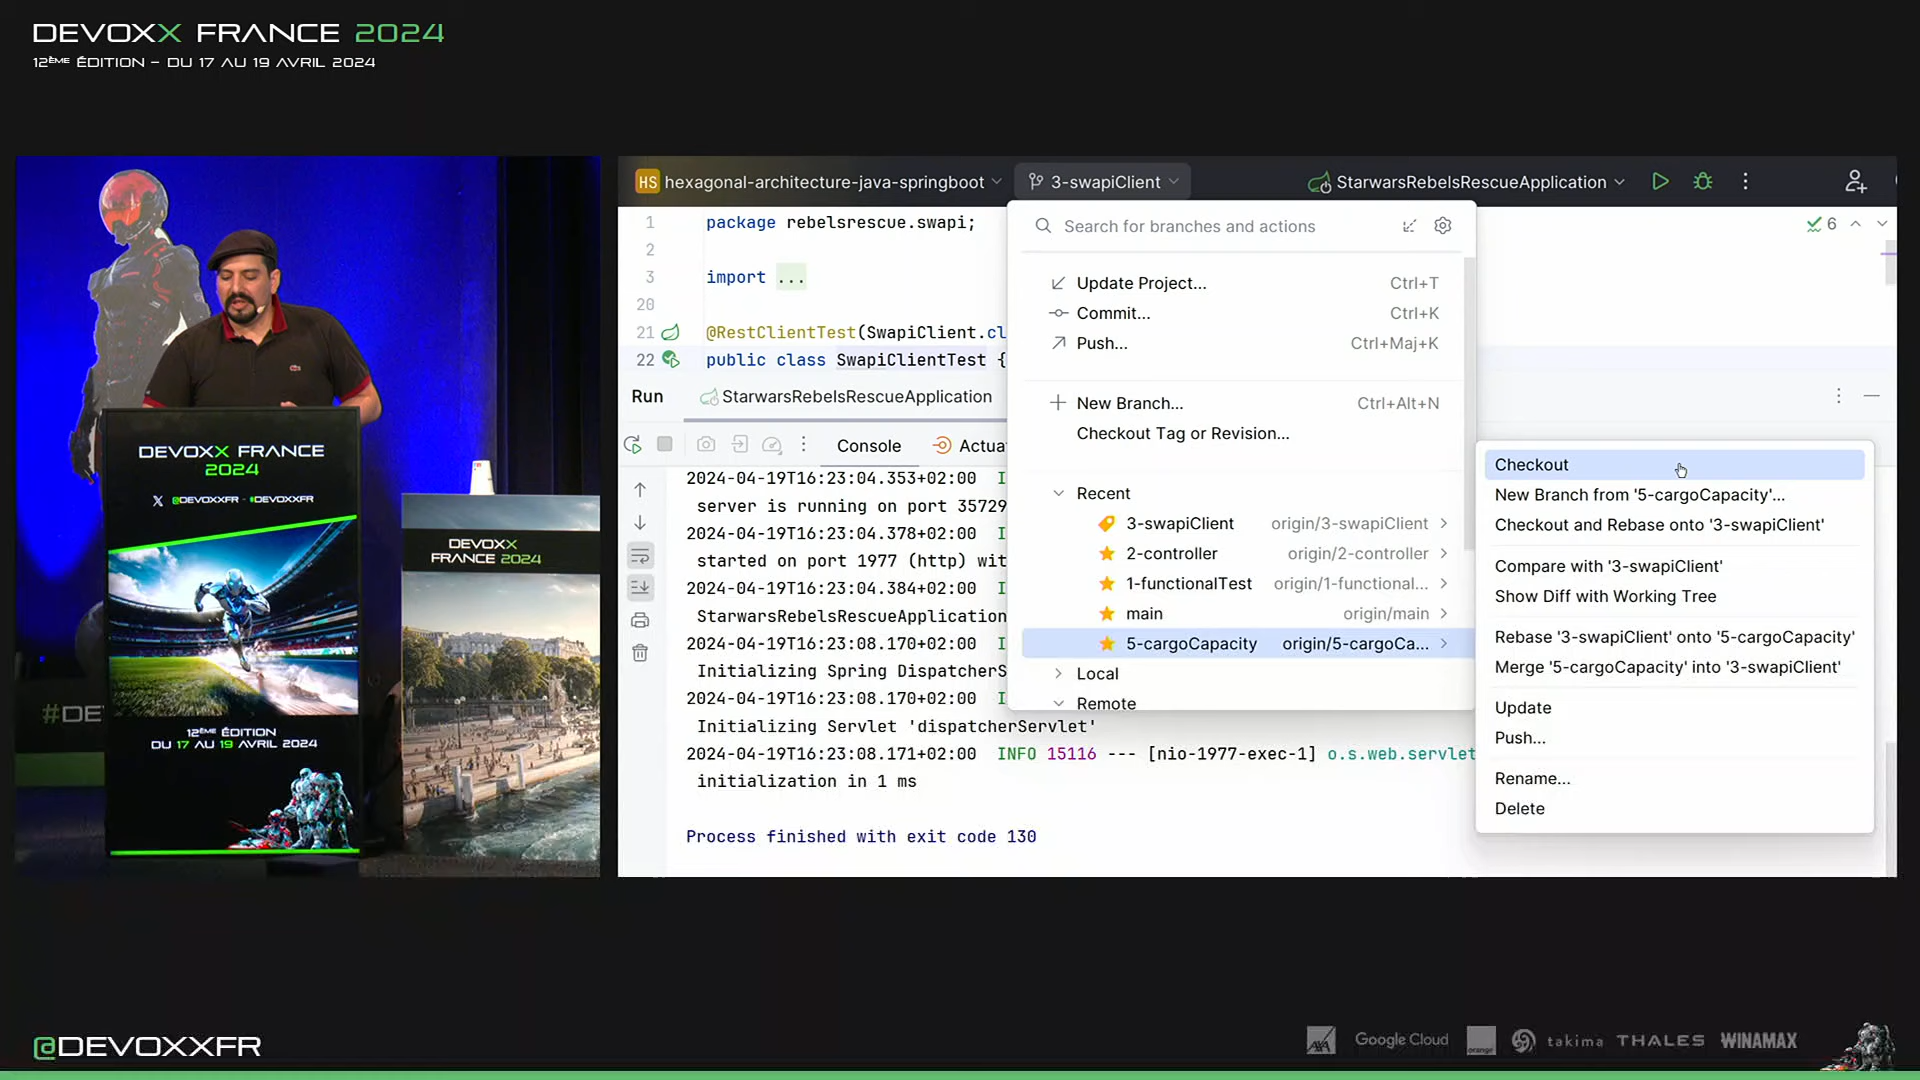 DEVOXX FRANCE 2024
12ÈME ÉDITION - DU 17 AU 19 AVRIL 2024
DEVOXX FRANCE
2024
@DEVOXXFR - #DEVOXXFR
12ÈME ÉDITION
DU 17 AU 19 AVRIL 2024
#DE
DEVOXX
FRANCE 2024
HS hexagonal-architecture-java-springboot
3-swapiClient
StarwarsRebelsRescueApplication
1 package rebelsrescue.swapi;
2
3 import ...
20
21 @RestClientTest(SwapiClient.cl
22 public class SwapiClientTest {
6
Run StarwarsRebelsRescueApplication
Console Actua
2024-04-19T16:23:04.353+02:00 I
server is running on port 35729
2024-04-19T16:23:04.378+02:00 I
started on port 1977 (http) wit
2024-04-19T16:23:04.384+02:00 I
StarwarsRebelsRescueApplication
2024-04-19T16:23:08.170+02:00 I
Initializing Spring DispatcherS
2024-04-19T16:23:08.170+02:00 I
Initializing Servlet 'dispatcherServlet'
2024-04-19T16:23:08.171+02:00 INFO 15116 --- [nio-1977-exec-1] o.s.web.servlet
initialization in 1 ms
Process finished with exit code 130
Search for branches and actions
Update Project... Ctrl+T
Commit... Ctrl+K
Push... Ctrl+Maj+K
New Branch... Ctrl+Alt+N
Checkout Tag or Revision...
Recent
3-swapiClient origin/3-swapiClient
2-controller origin/2-controller
1-functionalTest origin/1-functional...
main origin/main
5-cargoCapacity origin/5-cargoCa...
Local
Remote
Checkout
New Branch from '5-cargoCapacity'...
Checkout and Rebase onto '3-swapiClient'
Compare with '3-swapiClient'
Show Diff with Working Tree
Rebase '3-swapiClient' onto '5-cargoCapacity'
Merge '5-cargoCapacity' into '3-swapiClient'
Update
Push...
Rename...
Delete
@DEVOXXFR
AXA Google Cloud orange takima THALES WINAMAX